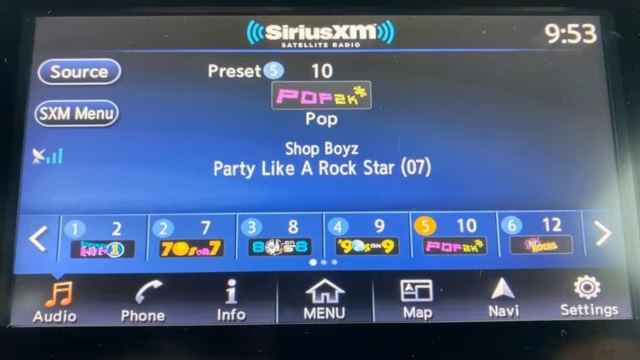 SiriusXM
SATELLITE RADIO
9:53
Source
Preset 5 10
POP2K
Pop
SXM Menu
Shop Boyz
Party Like A Rock Star (07)
1 2
2 7
3 8
4 9
5 10
6 12
70s on 7
80s on 8
90s on 9
POP2K
Audio
Phone
Info
MENU
Map
Navi
Settings